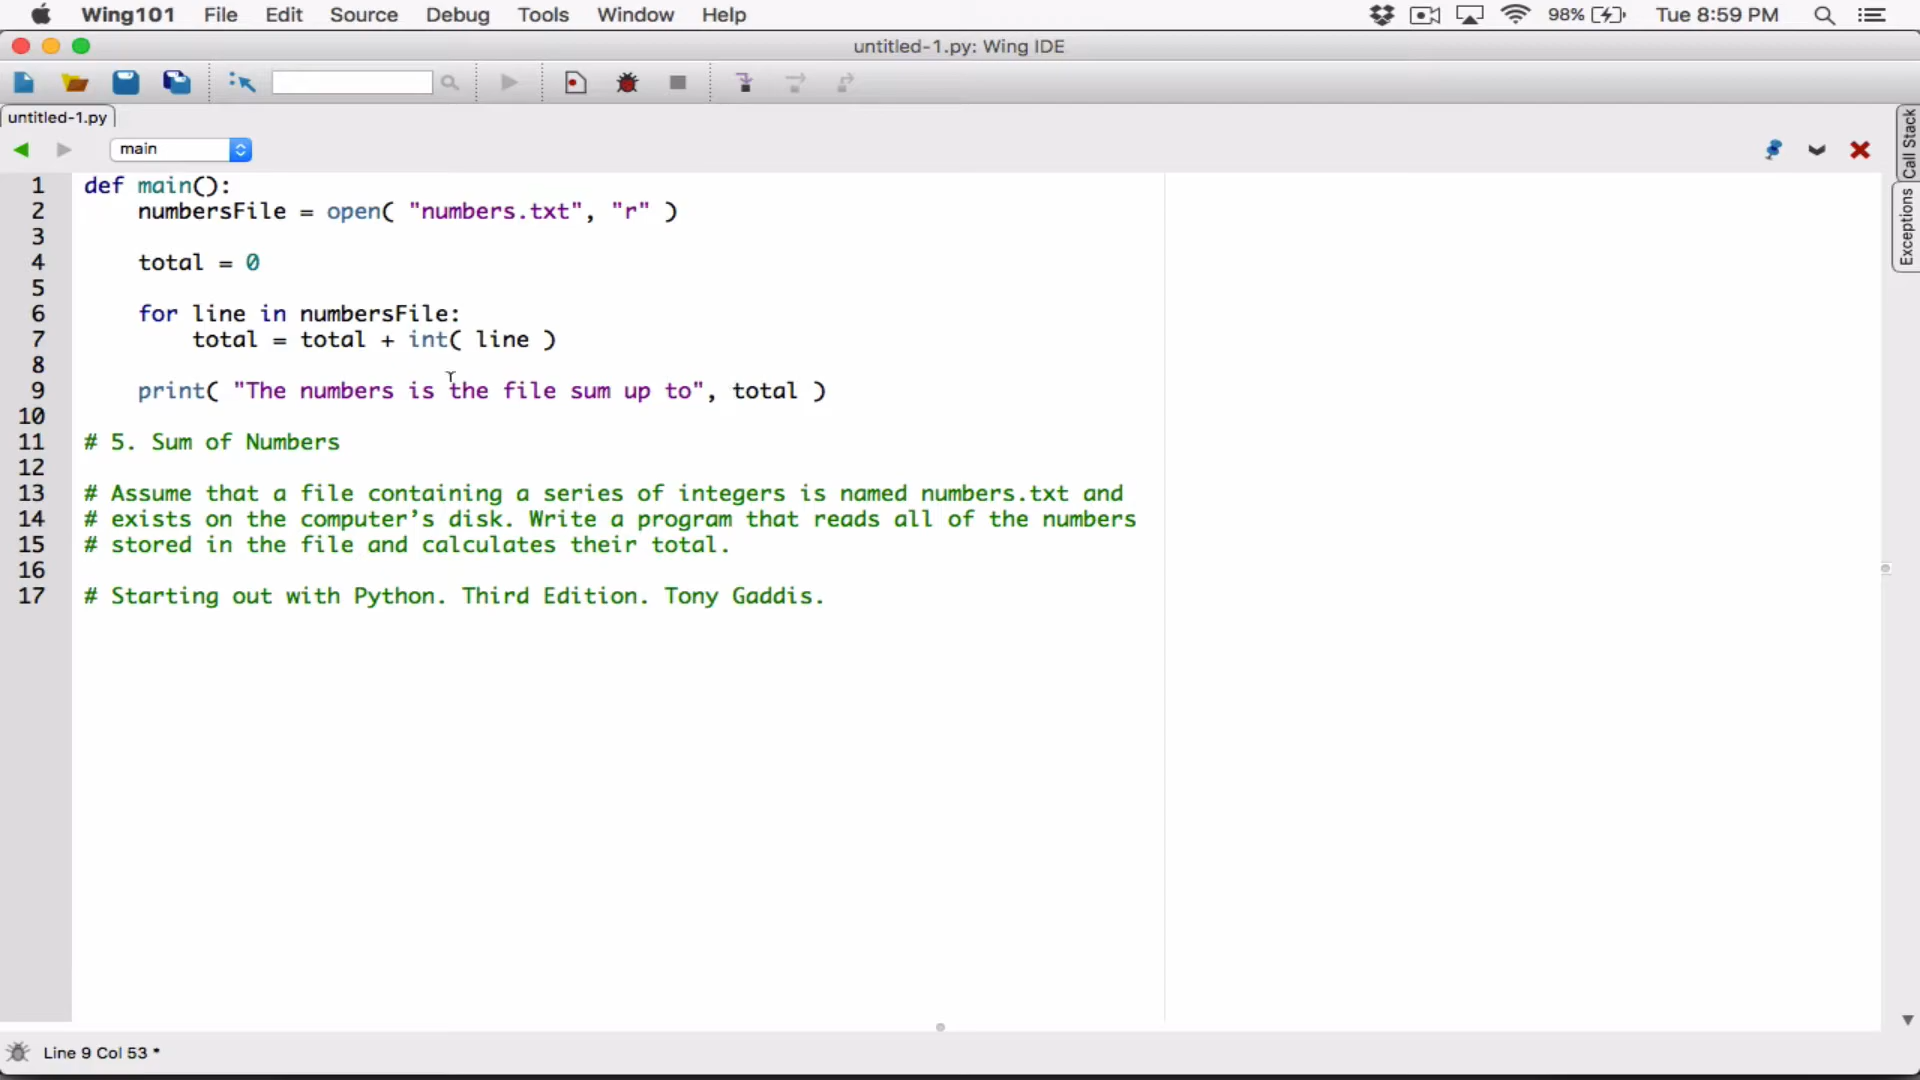 Wing101 File Edit Source Debug Tools Window Help 98% Tue 8:59 PM
untitled-1.py: Wing IDE
untitled-1.py
main
Call Stack
Exceptions
1 def main():
2     numbersFile = open( "numbers.txt", "r" )
3
4     total = 0
5
6     for line in numbersFile:
7         total = total + int( line )
8
9     print( "The numbers is the file sum up to", total )
10
11 # 5. Sum of Numbers
12
13 # Assume that a file containing a series of integers is named numbers.txt and
14 # exists on the computer’s disk. Write a program that reads all of the numbers
15 # stored in the file and calculates their total.
16
17 # Starting out with Python. Third Edition. Tony Gaddis.
Line 9 Col 53 *